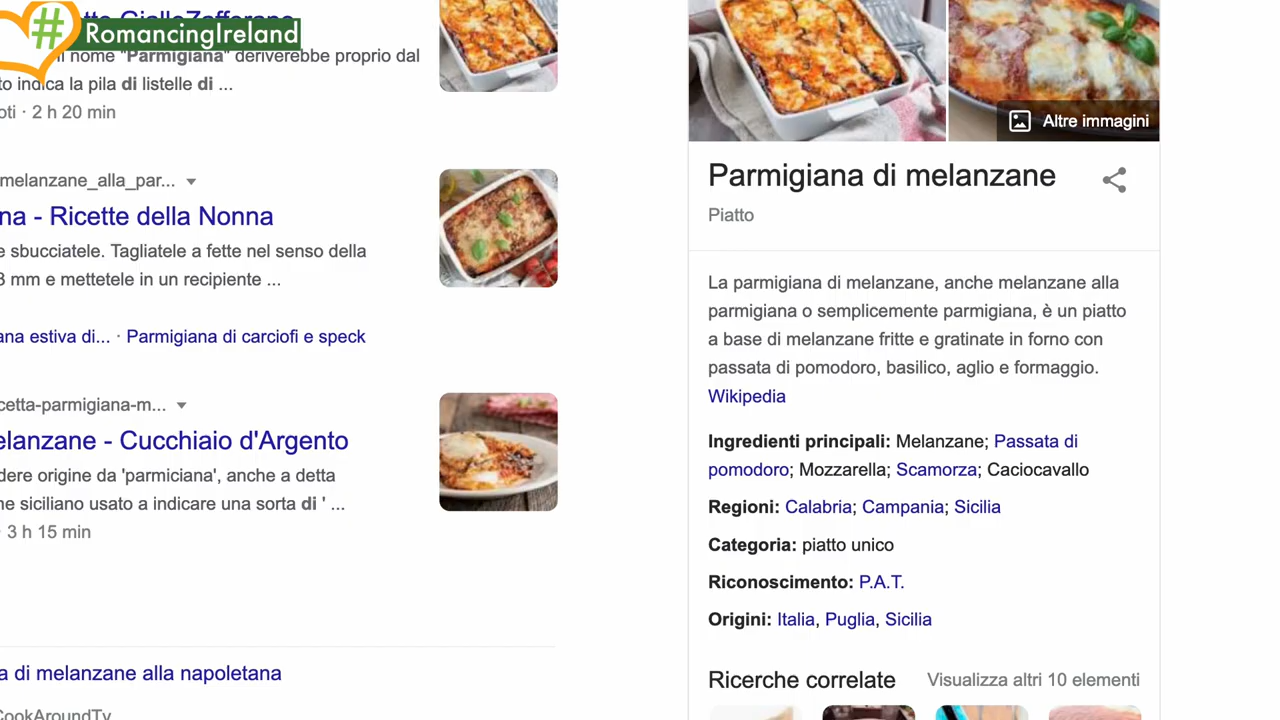 tto GialloZafferano
#
RomancingIreland
il nome "Parmigiana" deriverebbe proprio dal
to indica la pila di listelle di ...
oti · 2 h 20 min
melanzane_alla_par...
na - Ricette della Nonna
e sbucciatele. Tagliatele a fette nel senso della
3 mm e mettetele in un recipiente ...
ana estiva di... · Parmigiana di carciofi e speck
cetta-parmigiana-m...
elanzane - Cucchiaio d'Argento
dere origine da 'parmiciana', anche a detta
ne siciliano usato a indicare una sorta di ' ...
3 h 15 min
a di melanzane alla napoletana
CookAroundTv
Altre immagini
Parmigiana di melanzane
Piatto
La parmigiana di melanzane, anche melanzane alla
parmigiana o semplicemente parmigiana, è un piatto
a base di melanzane fritte e gratinate in forno con
passata di pomodoro, basilico, aglio e formaggio.
Wikipedia
Ingredienti principali: Melanzane; Passata di
pomodoro; Mozzarella; Scamorza; Caciocavallo
Regioni: Calabria; Campania; Sicilia
Categoria: piatto unico
Riconoscimento: P.A.T.
Origini: Italia, Puglia, Sicilia
Ricerche correlate
Visualizza altri 10 elementi